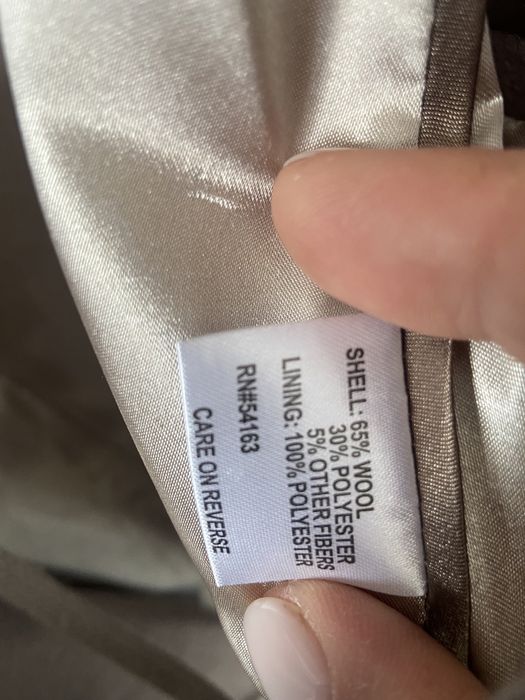 SHELL: 65% WOOL
30% POLYESTER
5% OTHER FIBERS
LINING: 100% POLYESTER
RN#54163
CARE ON REVERSE